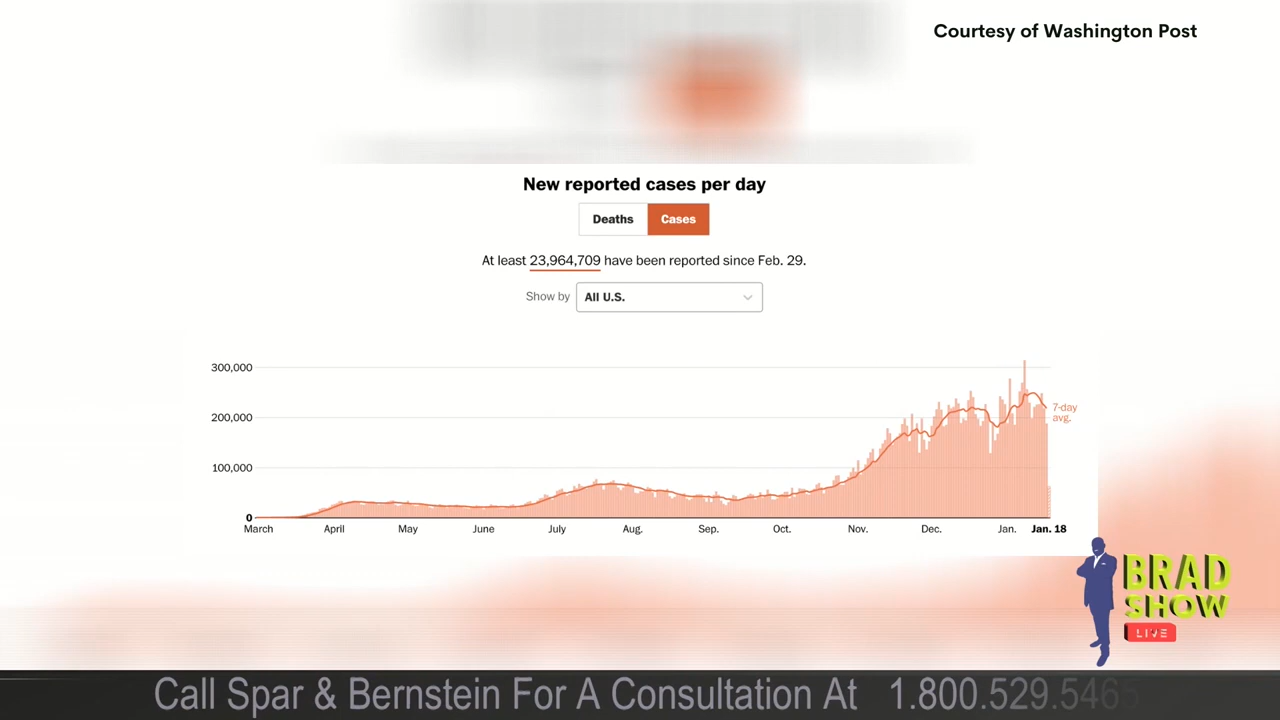 Courtesy of Washington Post
New reported cases per day
Deaths Cases
At least 23,964,709 have been reported since Feb. 29.
Show by All U.S.
300,000
200,000
100,000
0
7-day
avg.
March April May June July Aug. Sep. Oct. Nov. Dec. Jan. Jan. 18
BRAD
SHOW
LIVE
Call Spar & Bernstein For A Consultation At 1.800.529.5465